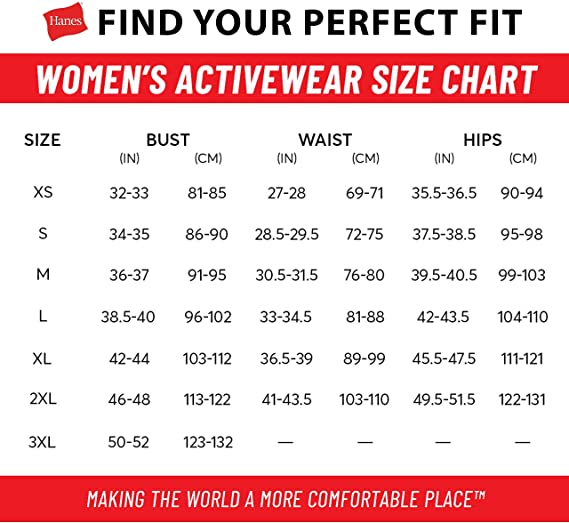 Hanes
FIND YOUR PERFECT FIT
WOMEN'S ACTIVEWEAR SIZE CHART
SIZE BUST WAIST HIPS
(IN) (CM) (IN) (CM) (IN) (CM)
XS 32-33 81-85 27-28 69-71 35.5-36.5 90-94
S 34-35 86-90 28.5-29.5 72-75 37.5-38.5 95-98
M 36-37 91-95 30.5-31.5 76-80 39.5-40.5 99-103
L 38.5-40 96-102 33-34.5 81-88 42-43.5 104-110
XL 42-44 103-112 36.5-39 89-99 45.5-47.5 111-121
2XL 46-48 113-122 41-43.5 103-110 49.5-51.5 122-131
3XL 50-52 123-132 — — — —
MAKING THE WORLD A MORE COMFORTABLE PLACE™